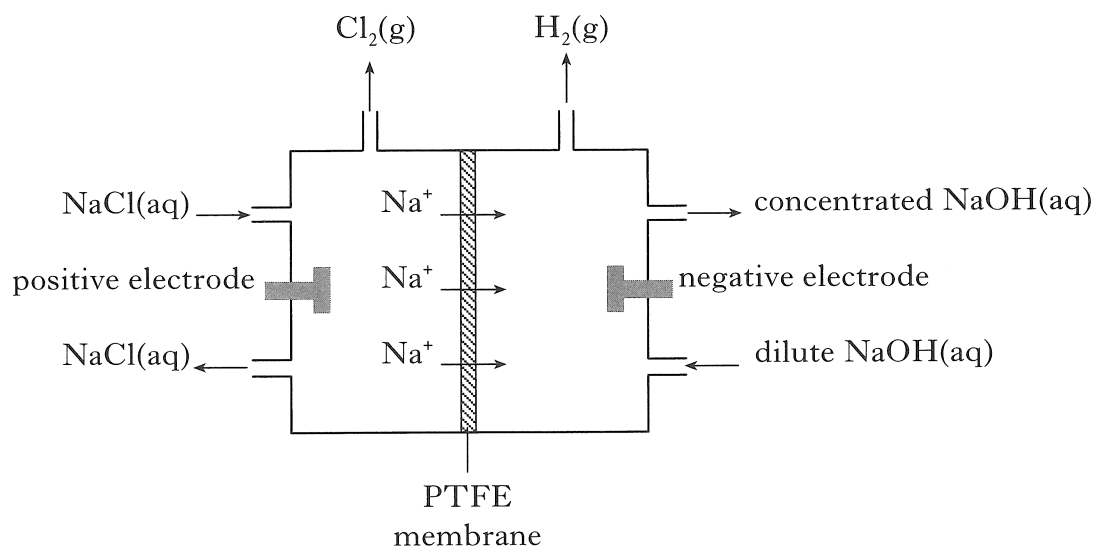 Cl₂(g)
H₂(g)
NaCl(aq)
Na⁺
concentrated NaOH(aq)
positive electrode
Na⁺
negative electrode
NaCl(aq)
Na⁺
dilute NaOH(aq)
PTFE
membrane